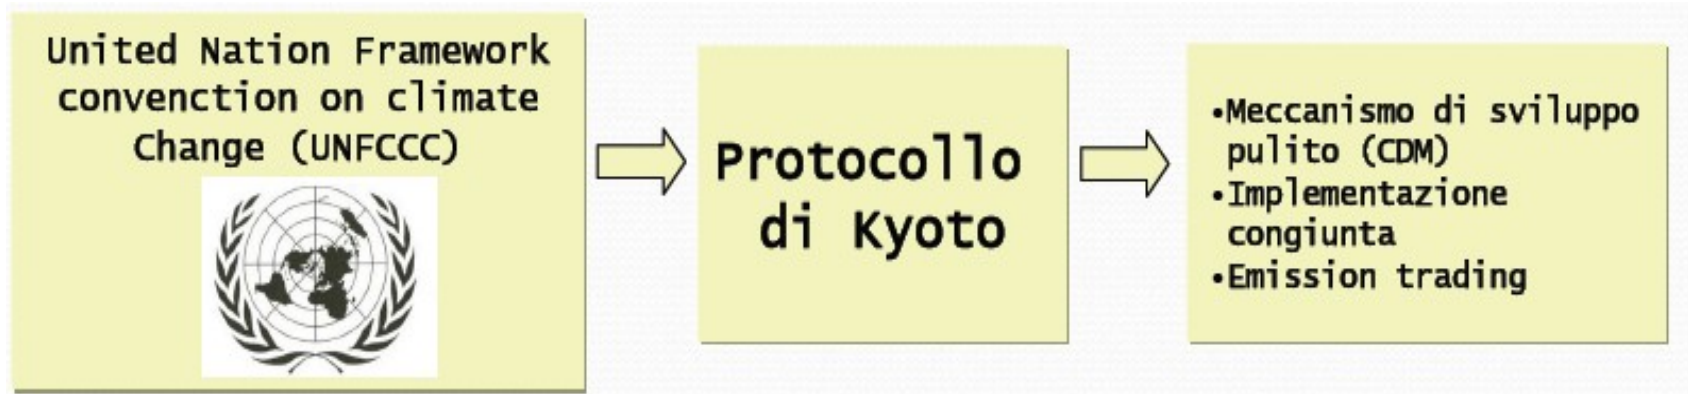 United Nation Framework
convenction on climate
Change (UNFCCC)
Protocollo
di Kyoto
•Meccanismo di sviluppo
pulito (CDM)
•Implementazione
congiunta
•Emission trading